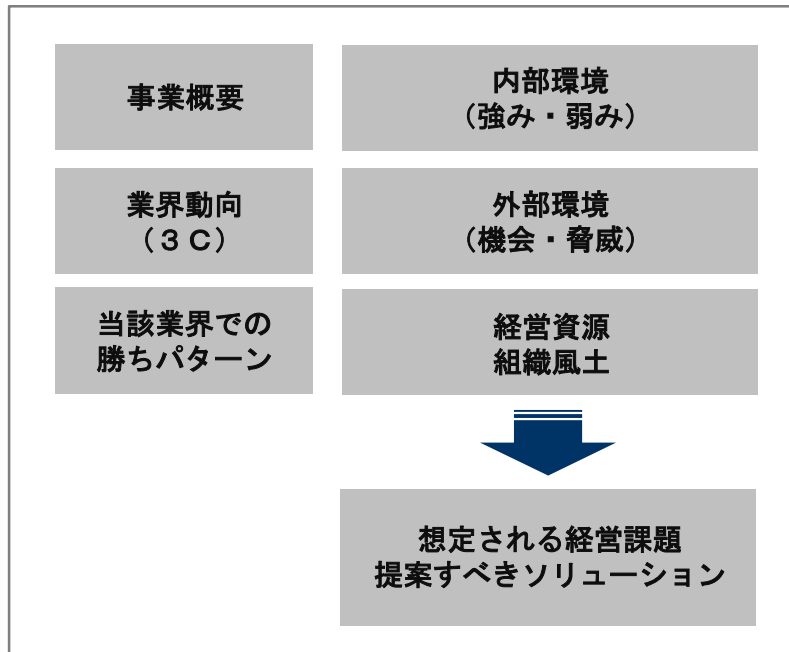 事業概要
内部環境
（強み・弱み）
業界動向
（３Ｃ）
外部環境
（機会・脅威）
当該業界での
勝ちパターン
経営資源
組織風土
想定される経営課題
提案すべきソリューション